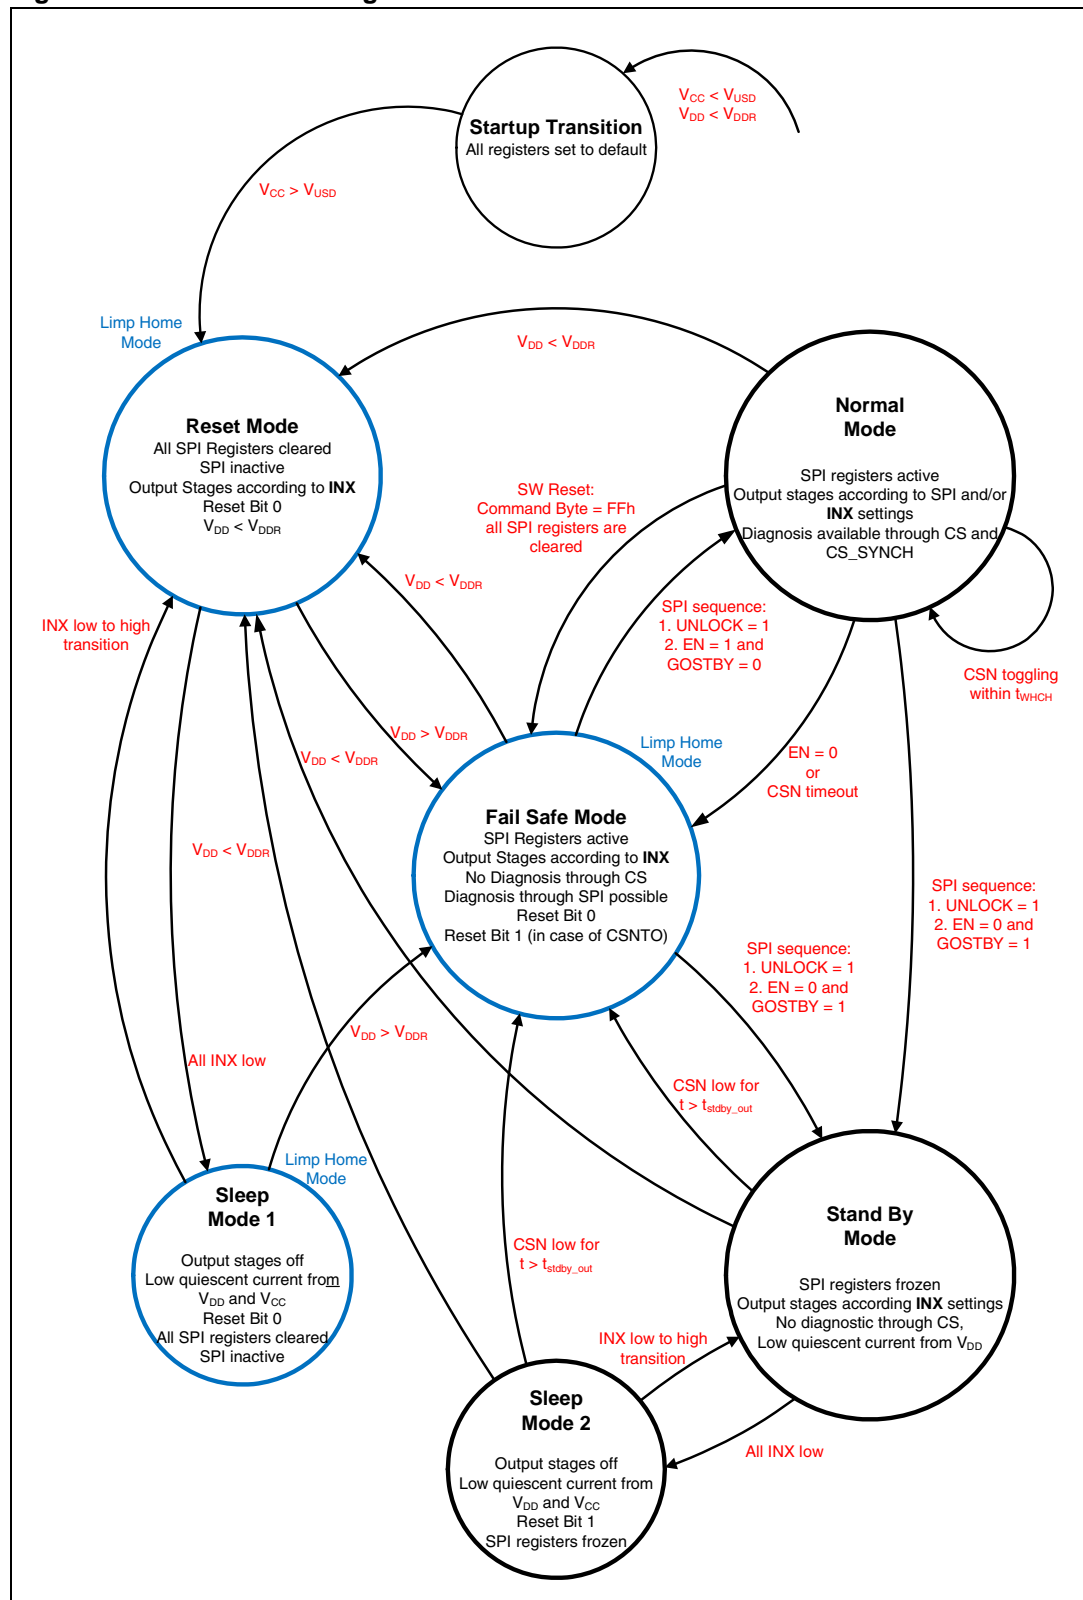 Startup Transition
All registers set to default
VCC < VUSD
VDD < VDDR
VCC > VUSD
Limp Home
Mode
VDD < VDDR
Reset Mode
All SPI Registers cleared
SPI inactive
Output Stages according to INX
Reset Bit 0
VDD < VDDR
Normal
Mode
SPI registers active
Output stages according to SPI and/or
INX settings
Diagnosis available through CS and
CS_SYNCH
SW Reset:
Command Byte = FFh
all SPI registers are
cleared
VDD < VDDR
SPI sequence:
1. UNLOCK = 1
2. EN = 1 and
GOSTBY = 0
INX low to high
transition
CSN toggling
within tWHCH
VDD > VDDR
VDD < VDDR
Limp Home
Mode
EN = 0
or
CSN timeout
Fail Safe Mode
SPI Registers active
Output Stages according to INX
No Diagnosis through CS
Diagnosis through SPI possible
Reset Bit 0
Reset Bit 1 (in case of CSNTO)
VDD < VDDR
SPI sequence:
1. UNLOCK = 1
2. EN = 0 and
GOSTBY = 1
SPI sequence:
1. UNLOCK = 1
2. EN = 0 and
GOSTBY = 1
VDD > VDDR
All INX low
CSN low for
t > tstdby_out
Limp Home
Mode
Sleep
Mode 1
Output stages off
Low quiescent current from
VDD and VCC
Reset Bit 0
All SPI registers cleared
SPI inactive
CSN low for
t > tstdby_out
Stand By
Mode
SPI registers frozen
Output stages according INX settings
No diagnostic through CS,
Low quiescent current from VDD
INX low to high
transition
All INX low
Sleep
Mode 2
Output stages off
Low quiescent current from
VDD and VCC
Reset Bit 1
SPI registers frozen